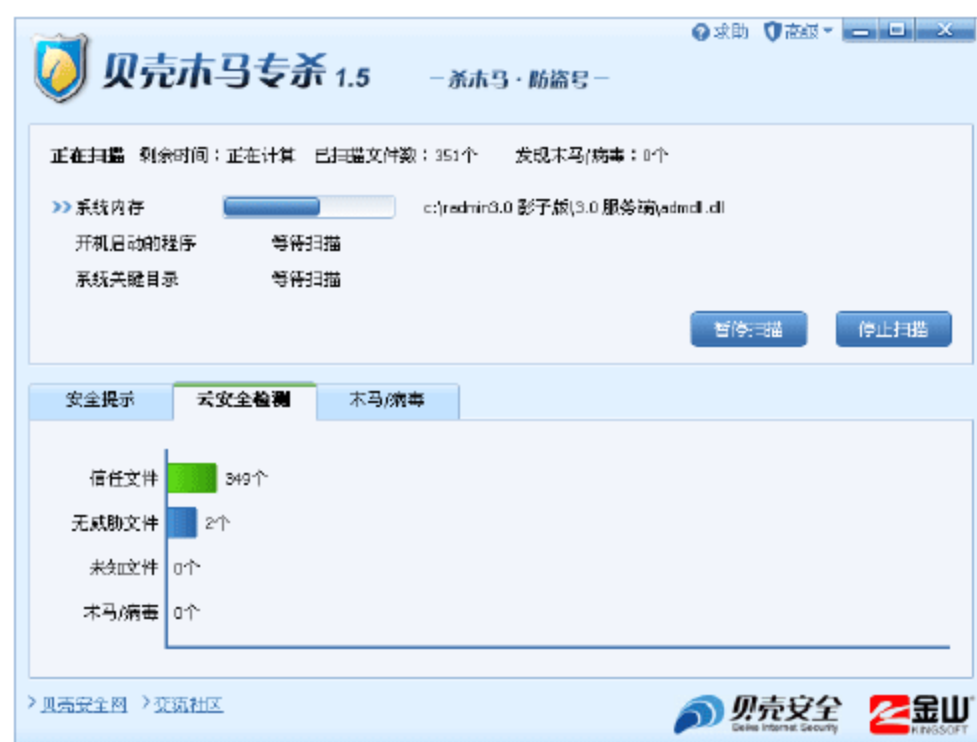 求助 高级
贝壳木马专杀 1.5 －杀木马·防盗号－
正在扫描 剩余时间：正在计算 已扫描文件数：351个 发现木马/病毒：0个
>> 系统内存 c:\radmin3.0 影子版\3.0 服务端\admdll.dll
开机启动的程序 等待扫描
系统关键目录 等待扫描
暂停扫描 停止扫描
安全提示 云安全检测 木马/病毒
信任文件 349个
无威胁文件 2个
未知文件 0个
木马/病毒 0个
> 贝壳安全网 > 交流社区
贝壳安全 金山
Beike Internet Security KINGSOFT